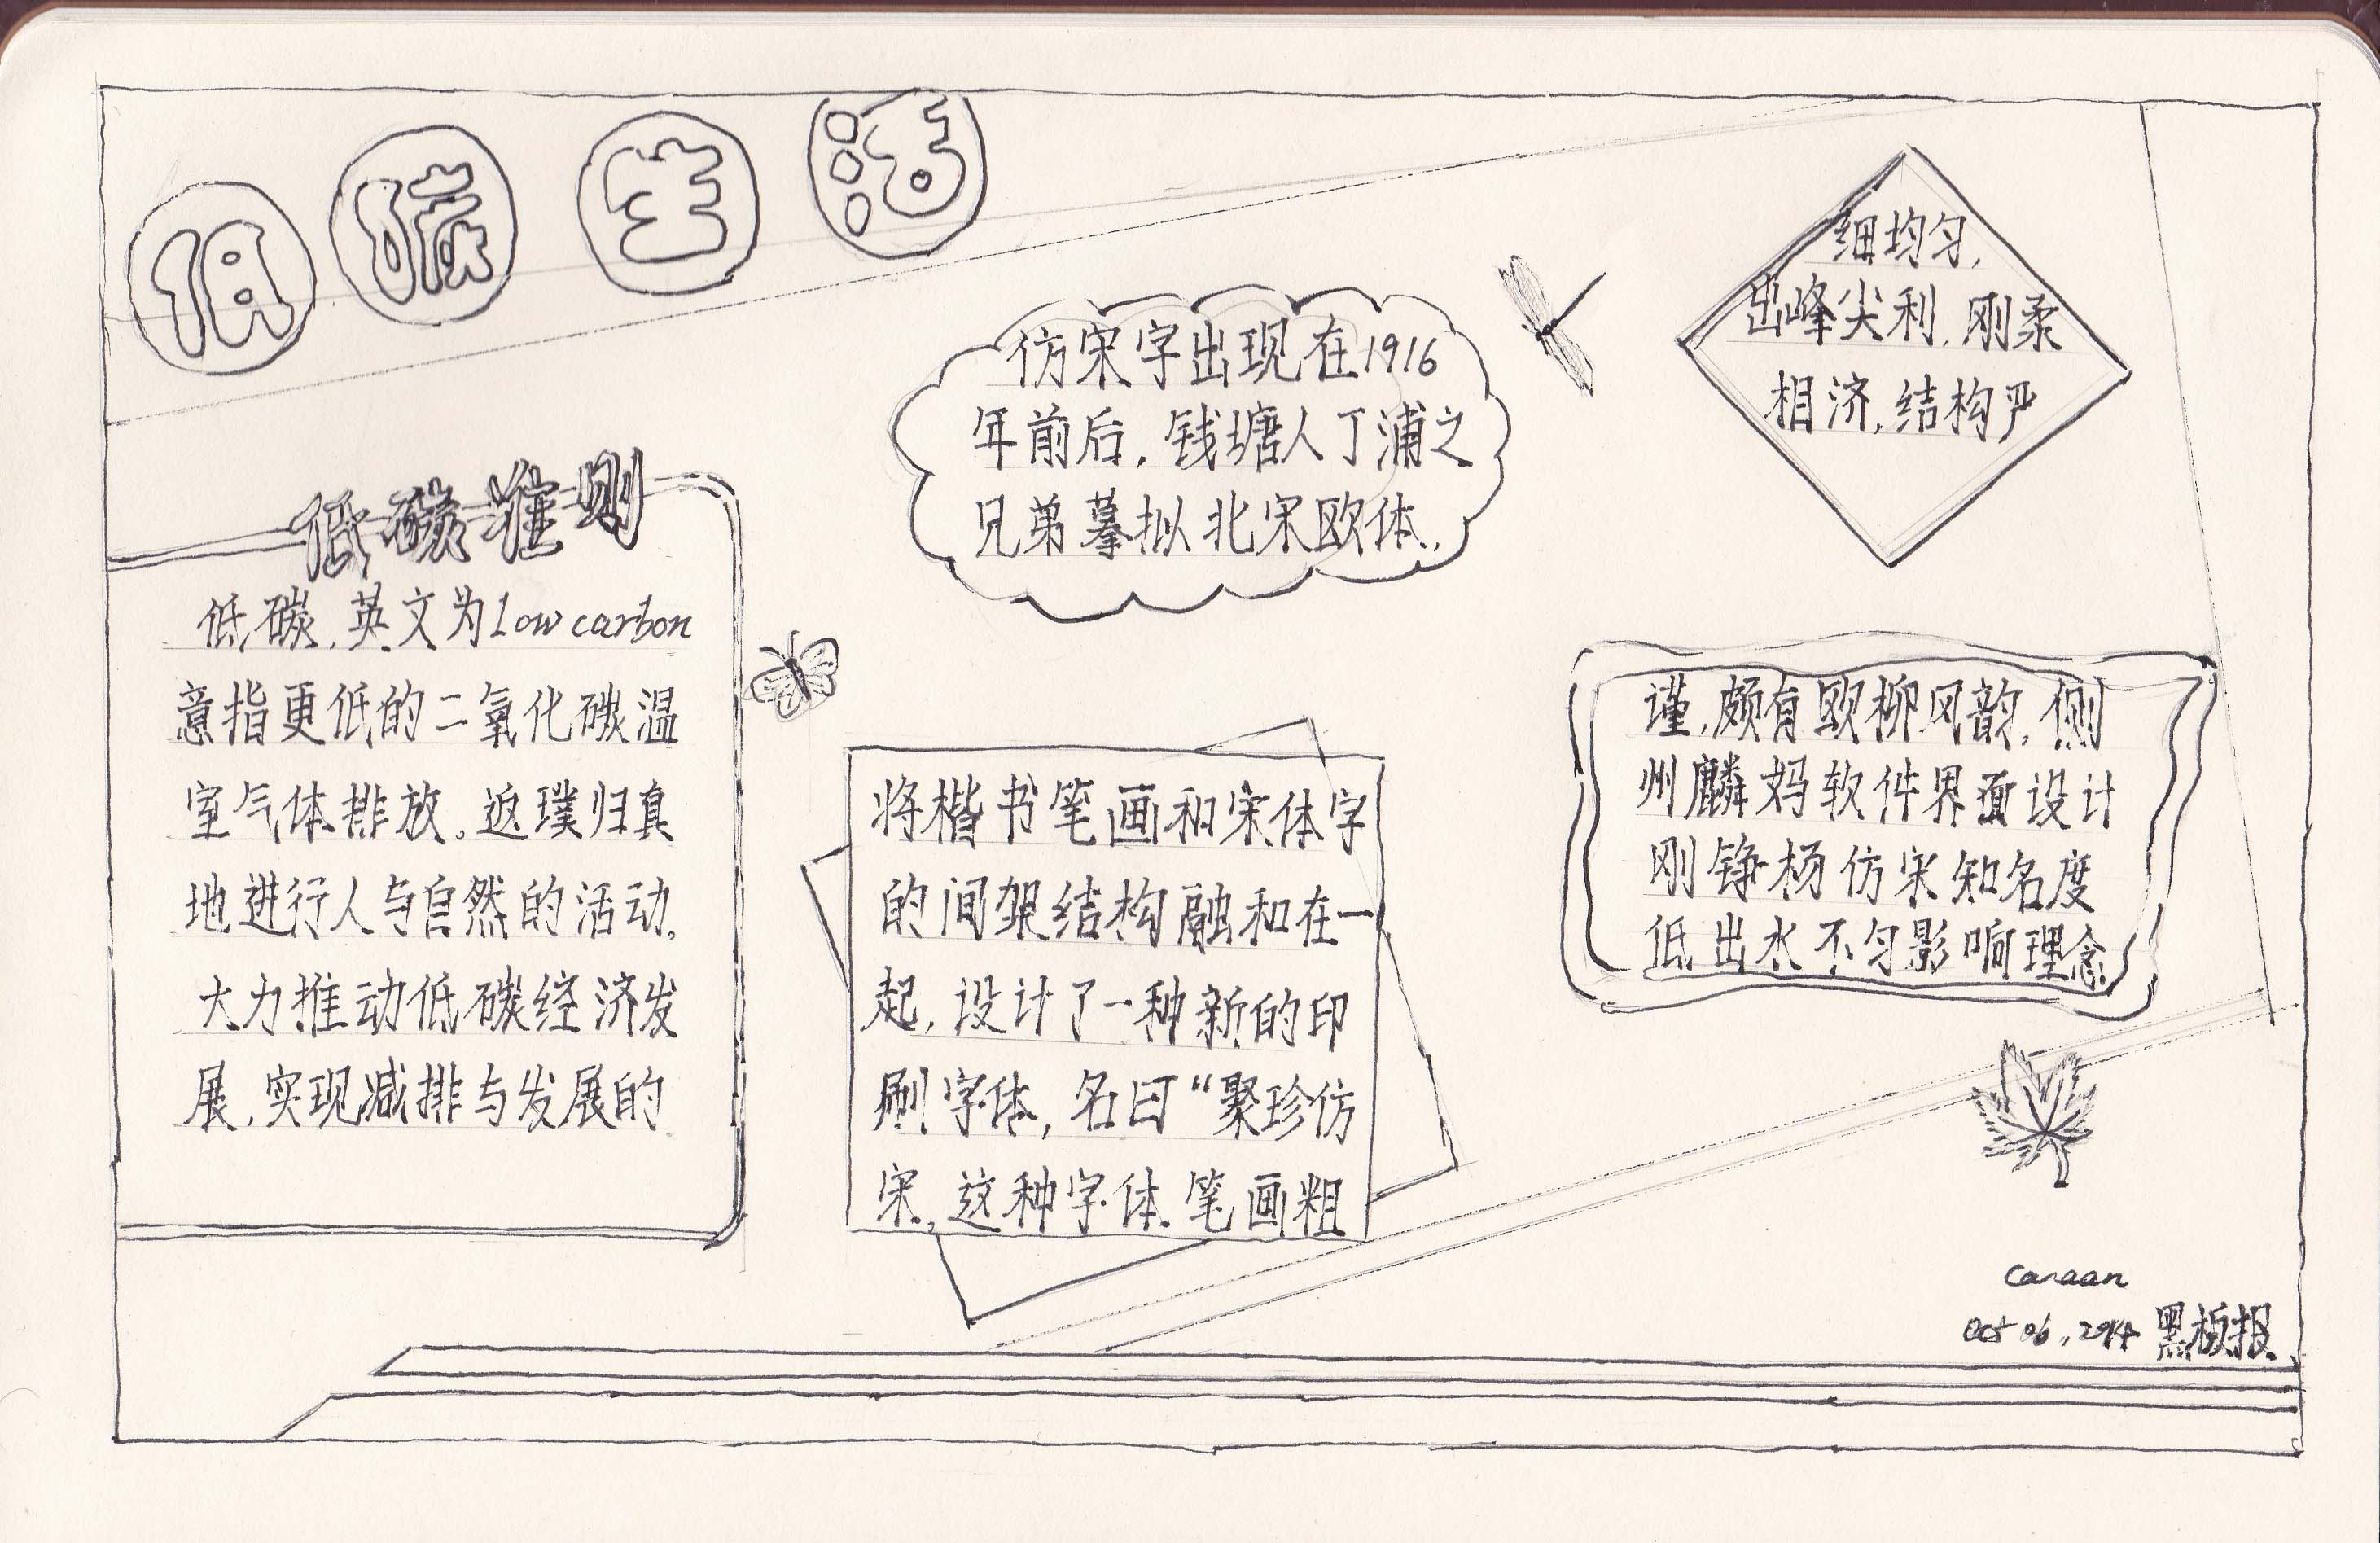 低碳生活
低碳准则
低碳,英文为low carbon
意指更低的二氧化碳温
室气体排放。返璞归真
地进行人与自然的活动。
大力推动低碳经济发
展,实现减排与发展的
仿宋字出现在1916
年前后,钱塘人丁浦之
兄弟摹拟北宋欧体,
将楷书笔画和宋体字
的间架结构融和在一
起,设计了一种新的印
刷字体,名曰“聚珍仿
宋,这种字体笔画粗
细均匀,
出峰尖利,刚柔
相济,结构严
谨,颇有欧柳风韵,侧
州麟妈软件界面设计
刚铮杨仿宋知名度
低出水不匀影响理念
Canaan
Oct 06, 2014 黑板报